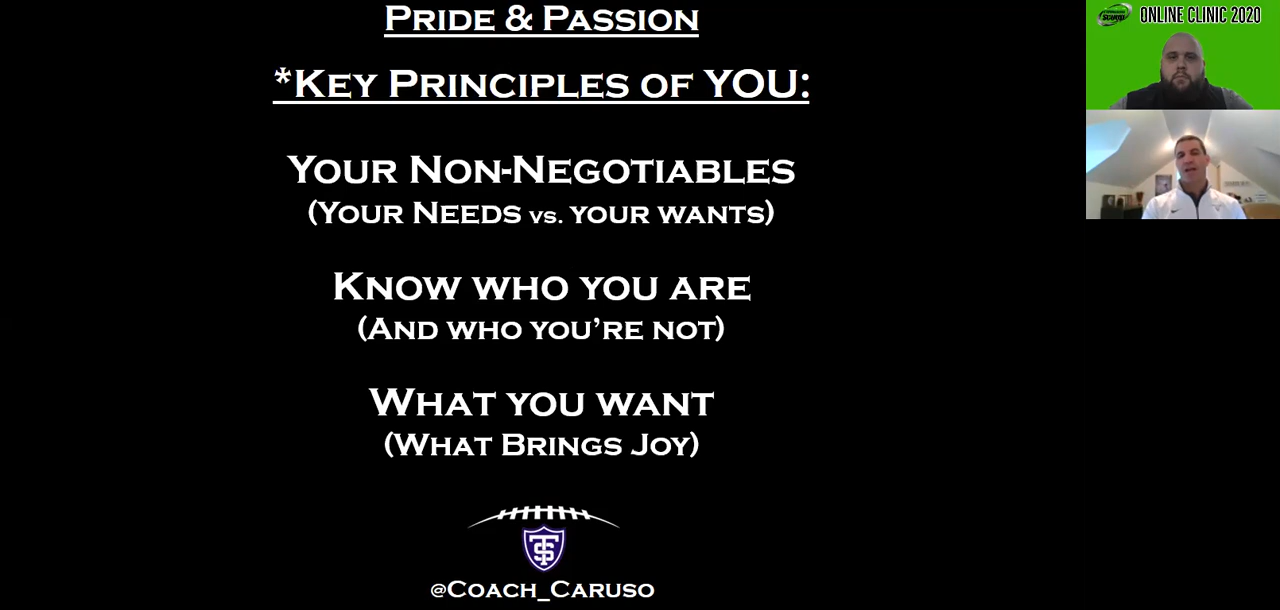 PRIDE & PASSION
*KEY PRINCIPLES OF YOU:
YOUR NON-NEGOTIABLES
(YOUR NEEDS VS. YOUR WANTS)
KNOW WHO YOU ARE
(AND WHO YOU'RE NOT)
WHAT YOU WANT
(WHAT BRINGS JOY)
TS
@COACH_CARUSO
ONLINE CLINIC 2020